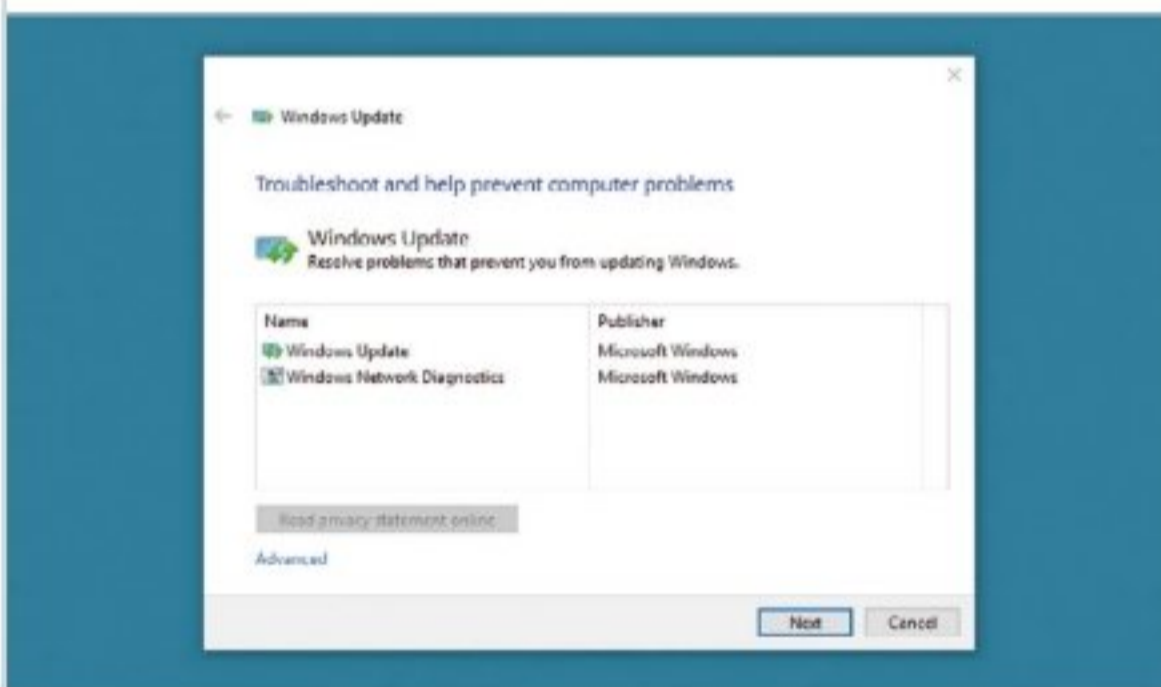 Windows Update
Troubleshoot and help prevent computer problems
Windows Update
Resolve problems that prevent you from updating Windows.
Name Publisher
Windows Update Microsoft Windows
Windows Network Diagnostics Microsoft Windows
Read privacy statement online
Advanced
Next Cancel